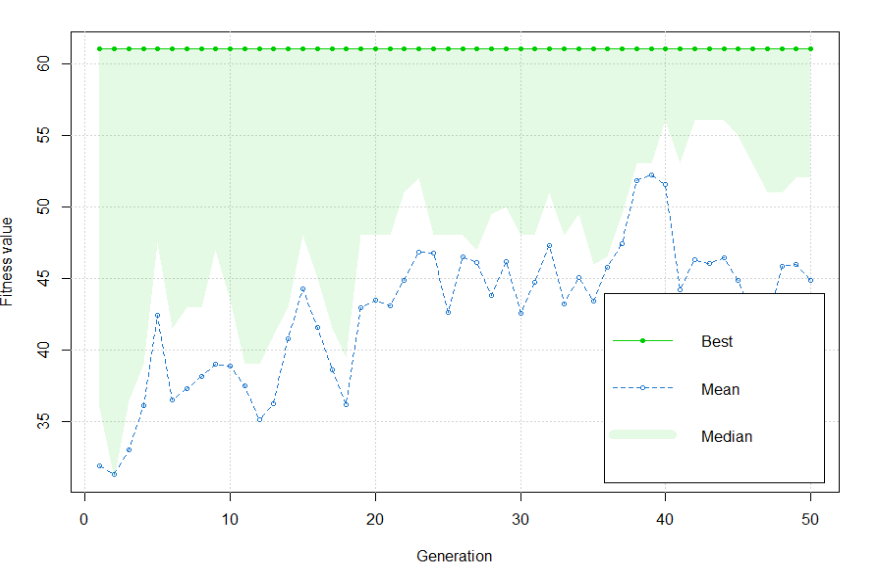 60
55
50
45
40
35
Fitness value
0 10 20 30 40 50
Generation
Best
Mean
Median